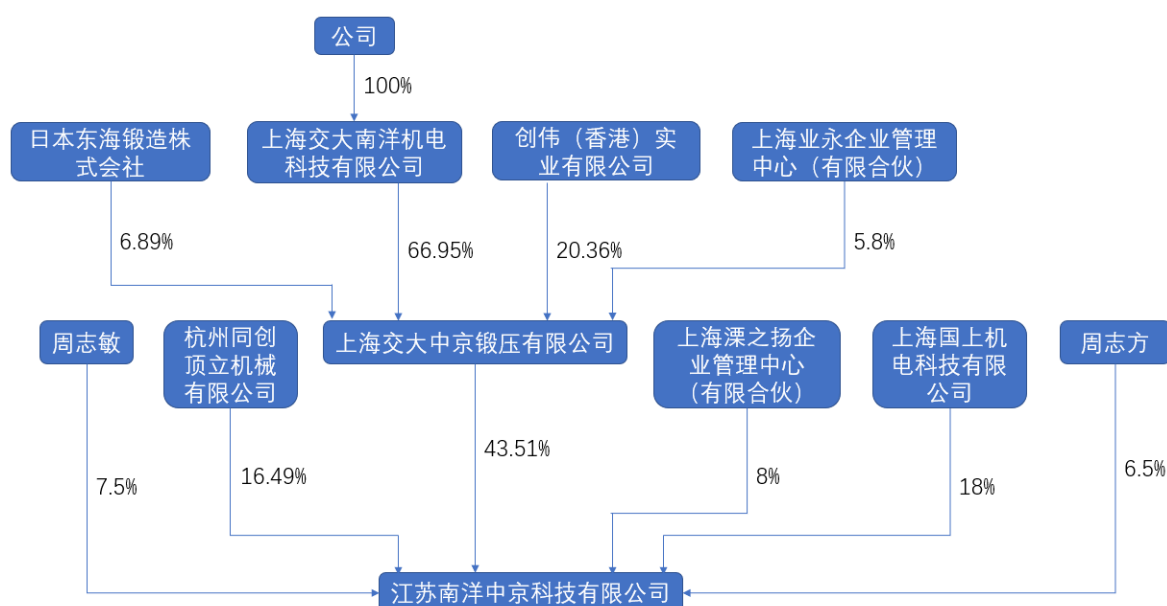 公司
100%
日本东海锻造株
式会社
上海交大南洋机电
科技有限公司
创伟（香港）实
业有限公司
上海业永企业管理
中心（有限合伙）
6.89%
66.95%
20.36%
5.8%
周志敏
杭州同创
顶立机械
有限公司
上海交大中京锻压有限公司
上海溧之扬企
业管理中心
（有限合伙）
上海国上机
电科技有限
公司
周志方
7.5%
16.49%
43.51%
8%
18%
6.5%
江苏南洋中京科技有限公司